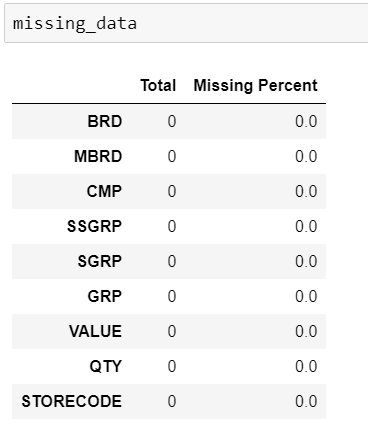 missing_data
Total Missing Percent
BRD 0 0.0
MBRD 0 0.0
CMP 0 0.0
SSGRP 0 0.0
SGRP 0 0.0
GRP 0 0.0
VALUE 0 0.0
QTY 0 0.0
STORECODE 0 0.0